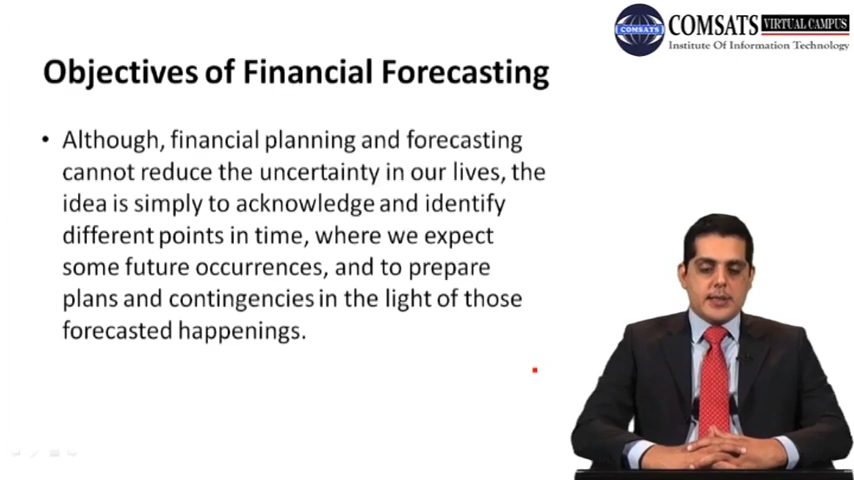 COMSATS VIRTUAL CAMPUS
COMSATS
Institute Of Information Technology
Objectives of Financial Forecasting
• Although, financial planning and forecasting
cannot reduce the uncertainty in our lives, the
idea is simply to acknowledge and identify
different points in time, where we expect
some future occurrences, and to prepare
plans and contingencies in the light of those
forecasted happenings.